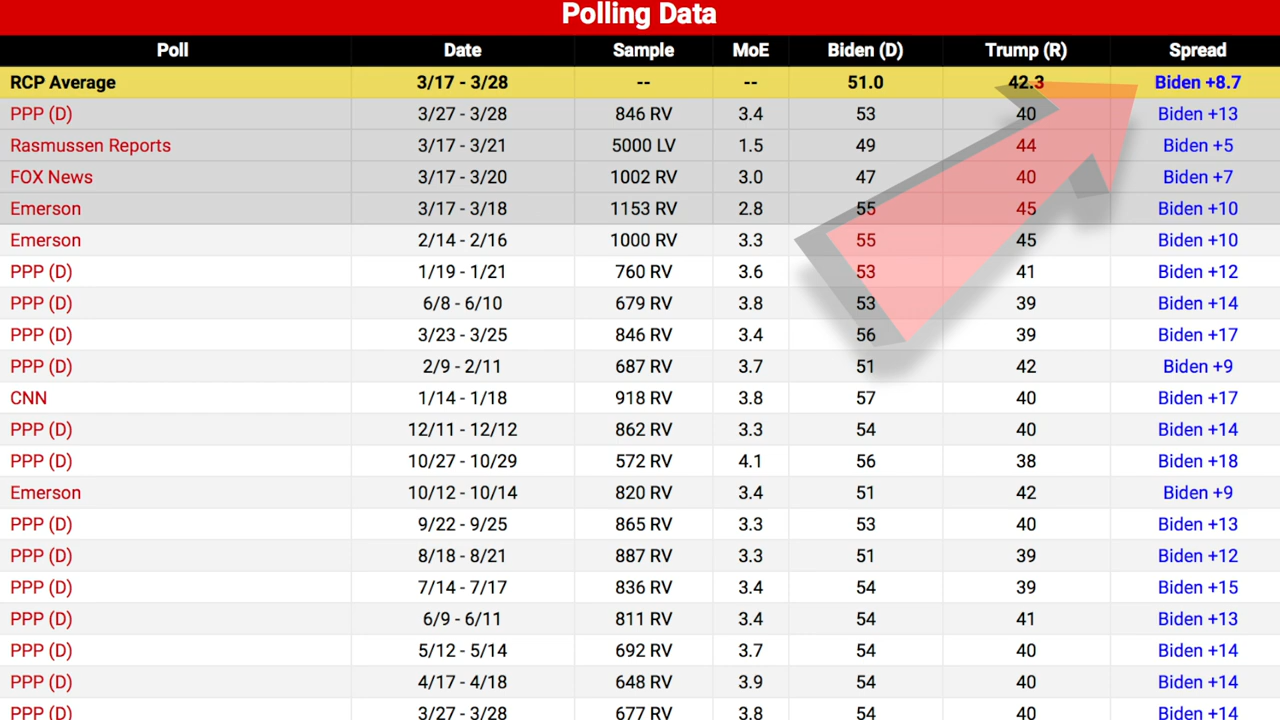 Polling Data
Poll Date Sample MoE Biden (D) Trump (R) Spread
RCP Average 3/17 - 3/28 -- -- 51.0 42.3 Biden +8.7
PPP (D) 3/27 - 3/28 846 RV 3.4 53 40 Biden +13
Rasmussen Reports 3/17 - 3/21 5000 LV 1.5 49 44 Biden +5
FOX News 3/17 - 3/20 1002 RV 3.0 47 40 Biden +7
Emerson 3/17 - 3/18 1153 RV 2.8 55 45 Biden +10
Emerson 2/14 - 2/16 1000 RV 3.3 55 45 Biden +10
PPP (D) 1/19 - 1/21 760 RV 3.6 53 41 Biden +12
PPP (D) 6/8 - 6/10 679 RV 3.8 53 39 Biden +14
PPP (D) 3/23 - 3/25 846 RV 3.4 56 39 Biden +17
PPP (D) 2/9 - 2/11 687 RV 3.7 51 42 Biden +9
CNN 1/14 - 1/18 918 RV 3.8 57 40 Biden +17
PPP (D) 12/11 - 12/12 862 RV 3.3 54 40 Biden +14
PPP (D) 10/27 - 10/29 572 RV 4.1 56 38 Biden +18
Emerson 10/12 - 10/14 820 RV 3.4 51 42 Biden +9
PPP (D) 9/22 - 9/25 865 RV 3.3 53 40 Biden +13
PPP (D) 8/18 - 8/21 887 RV 3.3 51 39 Biden +12
PPP (D) 7/14 - 7/17 836 RV 3.4 54 39 Biden +15
PPP (D) 6/9 - 6/11 811 RV 3.4 54 41 Biden +13
PPP (D) 5/12 - 5/14 692 RV 3.7 54 40 Biden +14
PPP (D) 4/17 - 4/18 648 RV 3.9 54 40 Biden +14
PPP (D) 3/27 - 3/28 677 RV 3.8 54 40 Biden +14